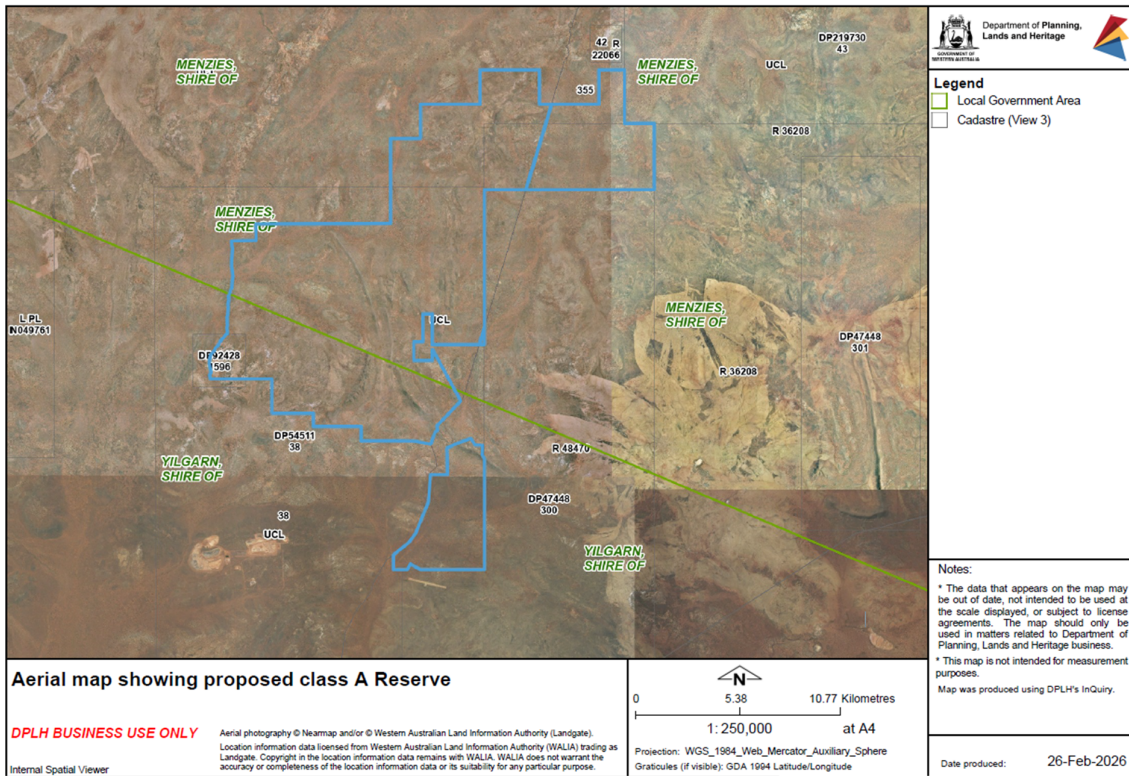 42 R
22066
DP219730
43
MENZIES,
SHIRE OF
MENZIES,
SHIRE OF
UCL
355
R 36208
MENZIES,
SHIRE OF
L PL
N049761
UCL
MENZIES,
SHIRE OF
DP47448
301
DP92428
1596
R 36208
DP54511
38
R 48470
YILGARN,
SHIRE OF
DP47448
300
38
UCL
YILGARN,
SHIRE OF
GOVERNMENT OF
WESTERN AUSTRALIA
Department of Planning,
Lands and Heritage
Legend
Local Government Area
Cadastre (View 3)
Notes:
* The data that appears on the map may
be out of date, not intended to be used at
the scale displayed, or subject to license
agreements. The map should only be
used in matters related to Department of
Planning, Lands and Heritage business.
* This map is not intended for measurement
purposes.
Map was produced using DPLH's InQuiry.
Date produced: 26-Feb-2026
Aerial map showing proposed class A Reserve
DPLH BUSINESS USE ONLY
Internal Spatial Viewer
Aerial photography © Nearmap and/or © Western Australian Land Information Authority (Landgate).
Location information data licensed from Western Australian Land Information Authority (WALIA) trading as
Landgate. Copyright in the location information data remains with WALIA. WALIA does not warrant the
accuracy or completeness of the location information data or its suitability for any particular purpose.
N
0 5.38 10.77 Kilometres
1: 250,000 at A4
Projection: WGS_1984_Web_Mercator_Auxiliary_Sphere
Graticules (if visible): GDA 1994 Latitude/Longitude